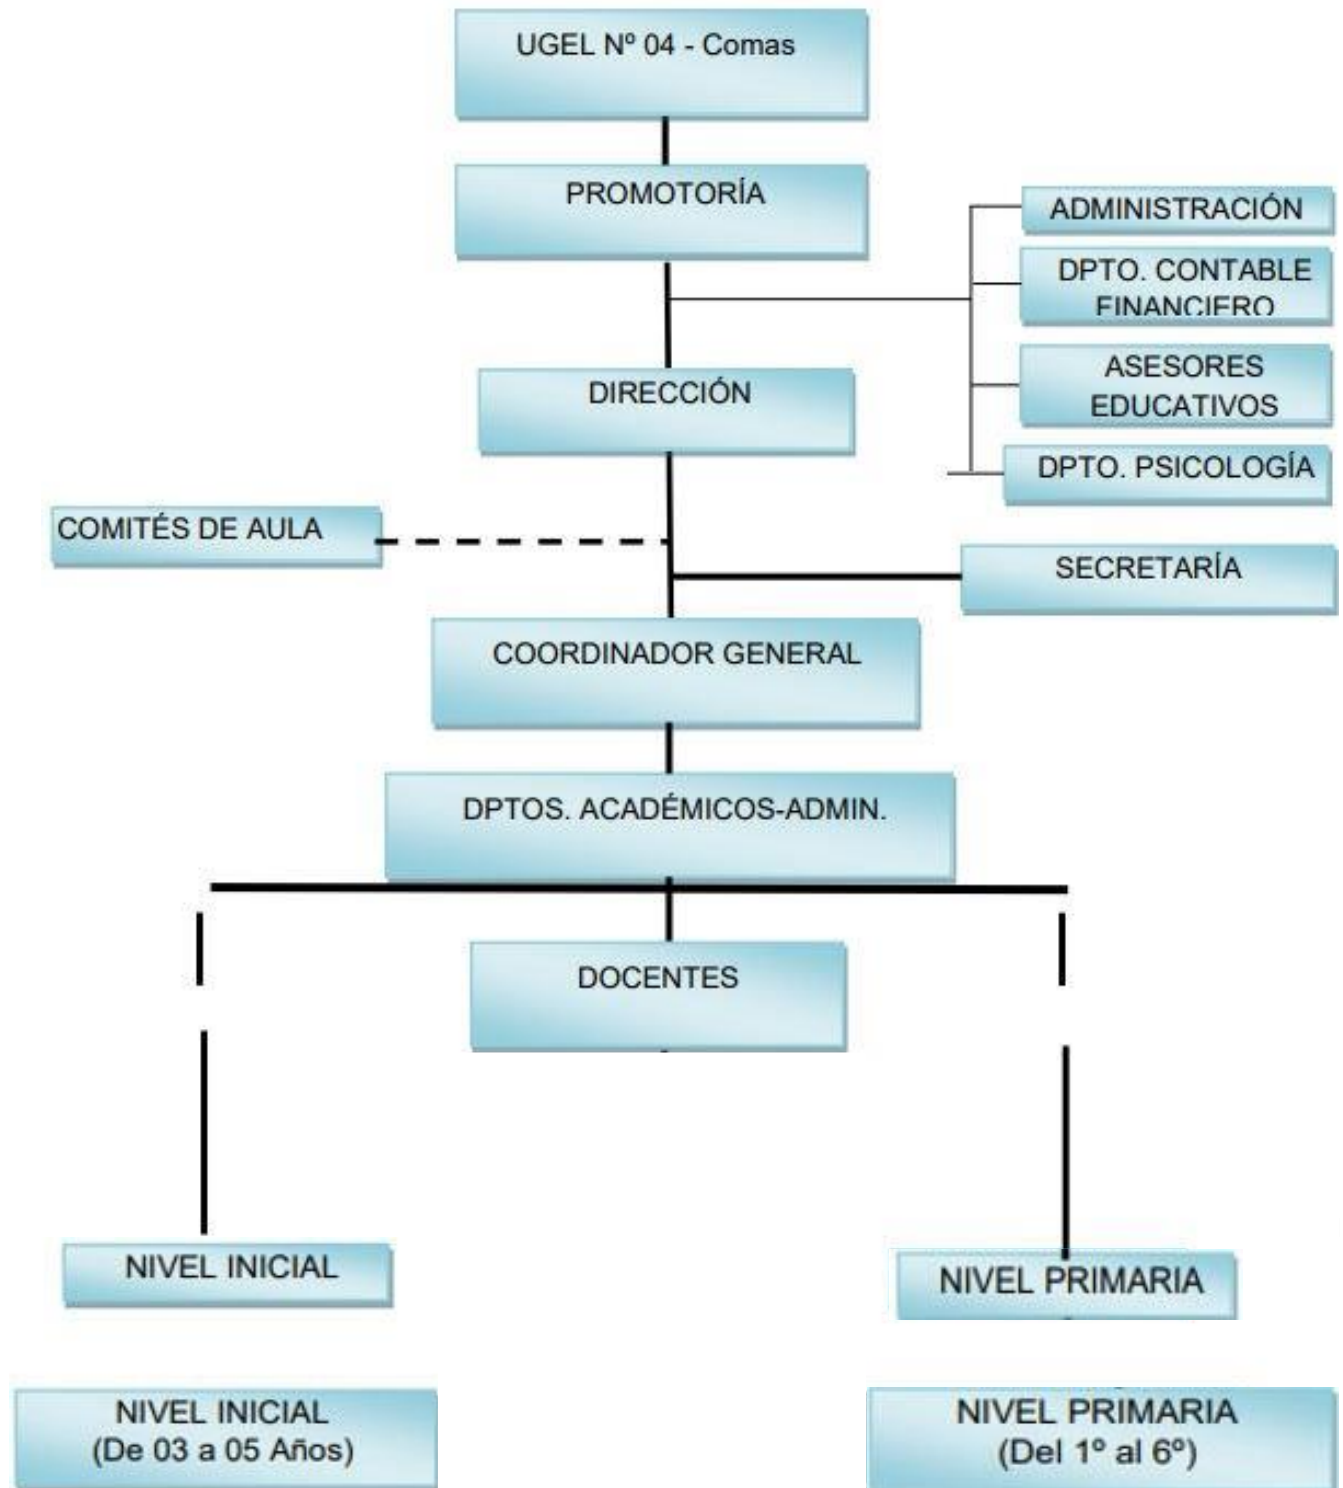 UGEL Nº 04 - Comas
PROMOTORÍA
ADMINISTRACIÓN
DPTO. CONTABLE
FINANCIERO
ASESORES
EDUCATIVOS
DIRECCIÓN
DPTO. PSICOLOGÍA
COMITÉS DE AULA
SECRETARÍA
COORDINADOR GENERAL
DPTOS. ACADÉMICOS-ADMIN.
DOCENTES
NIVEL INICIAL
NIVEL PRIMARIA
NIVEL INICIAL
(De 03 a 05 Años)
NIVEL PRIMARIA
(Del 1º al 6º)